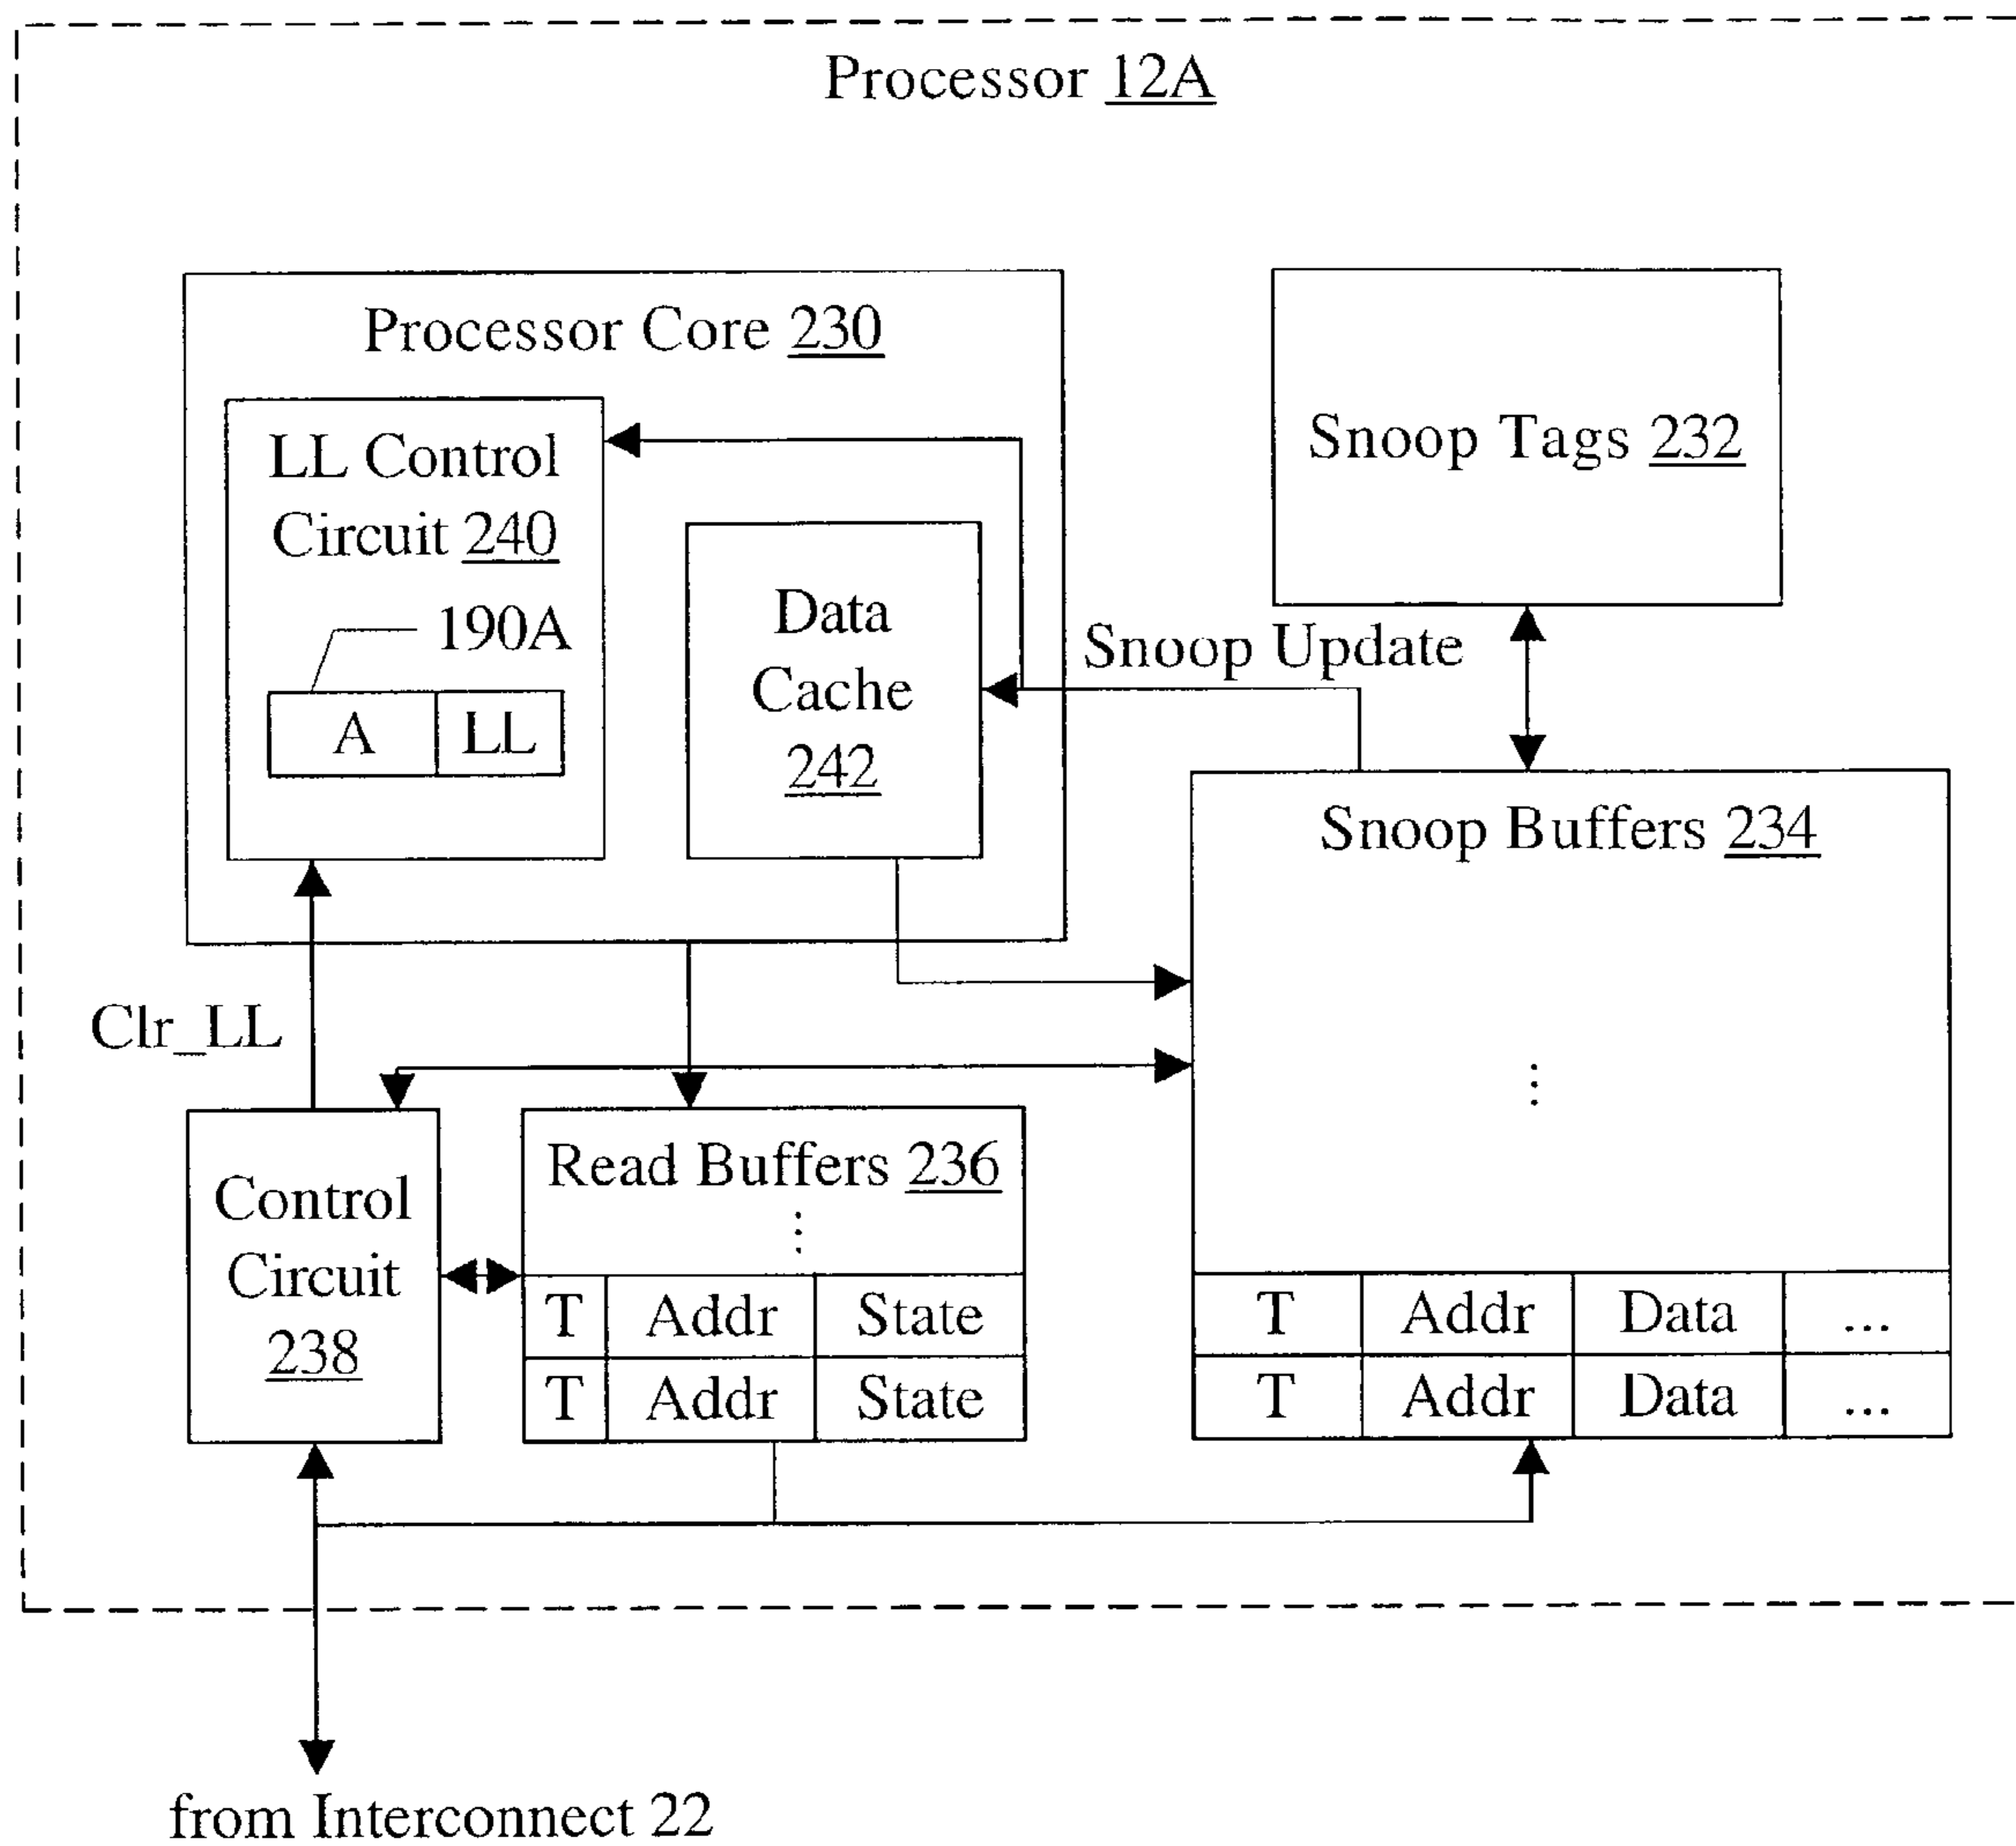 Processor 12A
Processor Core 230
LL Control
Circuit 240
190A
A LL
Data
Cache
242
Snoop Tags 232
Snoop Update
Snoop Buffers 234
⋮
T Addr Data ...
T Addr Data ...
Clr_LL
Control
Circuit
238
Read Buffers 236
⋮
T Addr State
T Addr State
from Interconnect 22